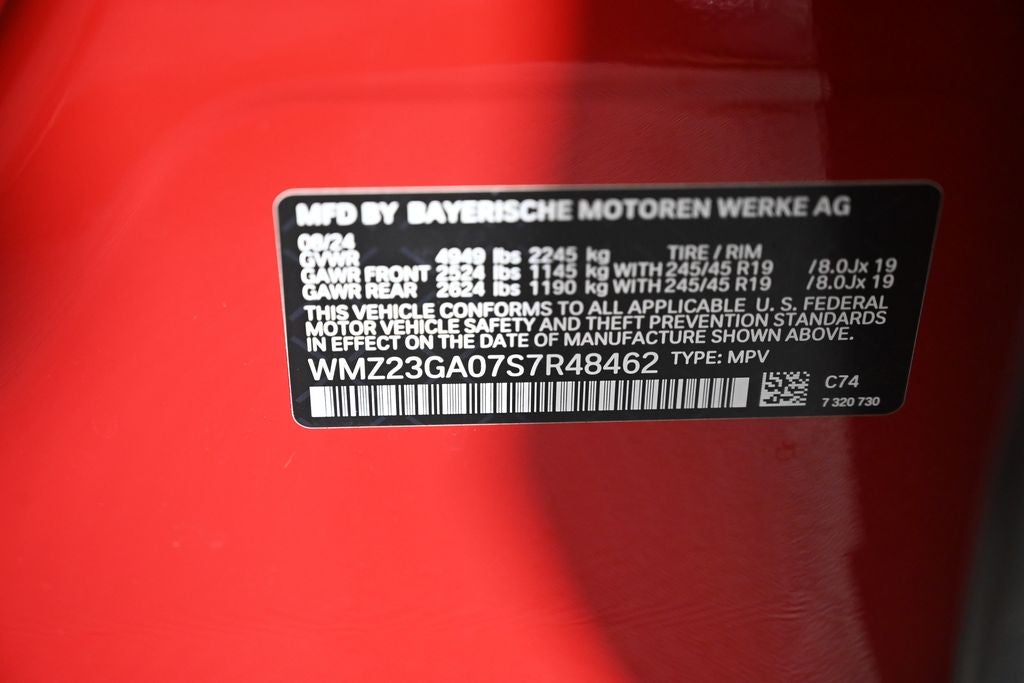 MFD BY BAYERISCHE MOTOREN WERKE AG
08/24
GVWR 4949 lbs 2245 kg TIRE / RIM
GAWR FRONT 2524 lbs 1145 kg WITH 245/45 R19 /8.0Jx 19
GAWR REAR 2624 lbs 1190 kg WITH 245/45 R19 /8.0Jx 19
THIS VEHICLE CONFORMS TO ALL APPLICABLE U. S. FEDERAL
MOTOR VEHICLE SAFETY AND THEFT PREVENTION STANDARDS
IN EFFECT ON THE DATE OF MANUFACTURE SHOWN ABOVE.
WMZ23GA07S7R48462 TYPE: MPV
C74
7 320 730